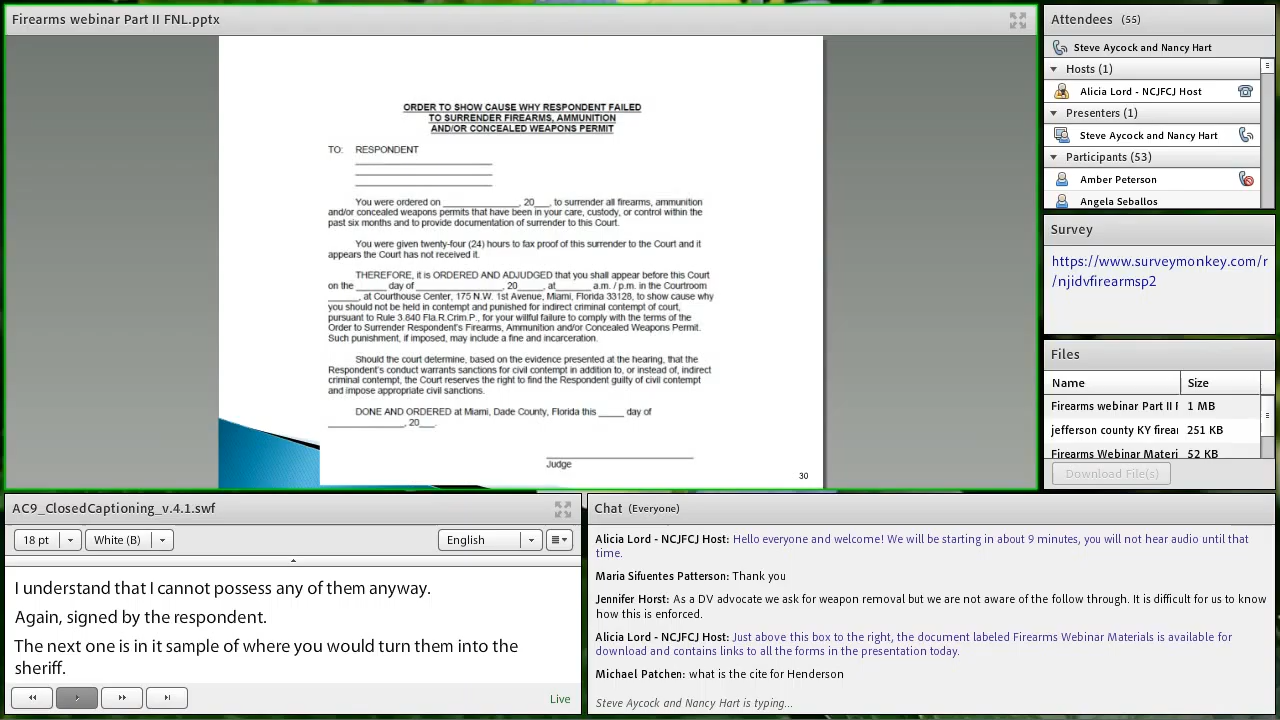 Firearms webinar Part II FNL.pptx
ORDER TO SHOW CAUSE WHY RESPONDENT FAILED
TO SURRENDER FIREARMS, AMMUNITION
AND/OR CONCEALED WEAPONS PERMIT
TO: RESPONDENT
You were ordered on _______________, 20___, to surrender all firearms, ammunition
and/or concealed weapons permits that have been in your care, custody, or control within the
past six months and to provide documentation of surrender to this Court.
You were given twenty-four (24) hours to fax proof of this surrender to the Court and it
appears the Court has not received it.
THEREFORE, it is ORDERED AND ADJUDGED that you shall appear before this Court
on the ______ day of _________________, 20___, at_______ a.m. / p.m. in the Courtroom
______, at Courthouse Center, 175 N.W. 1st Avenue, Miami, Florida 33128, to show cause why
you should not be held in contempt and punished for indirect criminal contempt of court,
pursuant to Rule 3.840 Fla.R.Crim.P., for your willful failure to comply with the terms of the
Order to Surrender Respondent's Firearms, Ammunition and/or Concealed Weapons Permit.
Such punishment, if imposed, may include a fine and incarceration.
Should the court determine, based on the evidence presented at the hearing, that the
Respondent's conduct warrants sanctions for civil contempt in addition to, or instead of, indirect
criminal contempt, the Court reserves the right to find the Respondent guilty of civil contempt
and impose appropriate civil sanctions.
DONE AND ORDERED at Miami, Dade County, Florida this _____ day of
_______________, 20___.
Judge
30
Attendees (55)
Steve Aycock and Nancy Hart
Hosts (1)
Alicia Lord - NCJFCJ Host
Presenters (1)
Steve Aycock and Nancy Hart
Participants (53)
Amber Peterson
Angela Seballos
Survey
https://www.surveymonkey.com/r
/njidvfirearmsp2
Files
Name Size
Firearms webinar Part II F 1 MB
jefferson county KY firear 251 KB
Firearms Webinar Materi 52 KB
Download File(s)
AC9_ClosedCaptioning_v.4.1.swf
18 pt White (B) English
I understand that I cannot possess any of them anyway.
Again, signed by the respondent.
The next one is in it sample of where you would turn them into the
sheriff.
Live
Chat (Everyone)
Alicia Lord - NCJFCJ Host: Hello everyone and welcome! We will be starting in about 9 minutes, you will not hear audio until that
time.
Maria Sifuentes Patterson: Thank you
Jennifer Horst: As a DV advocate we ask for weapon removal but we are not aware of the follow through. It is difficult for us to know
how this is enforced.
Alicia Lord - NCJFCJ Host: Just above this box to the right, the document labeled Firearms Webinar Materials is available for
download and contains links to all the forms in the presentation today.
Michael Patchen: what is the cite for Henderson
Steve Aycock and Nancy Hart is typing...